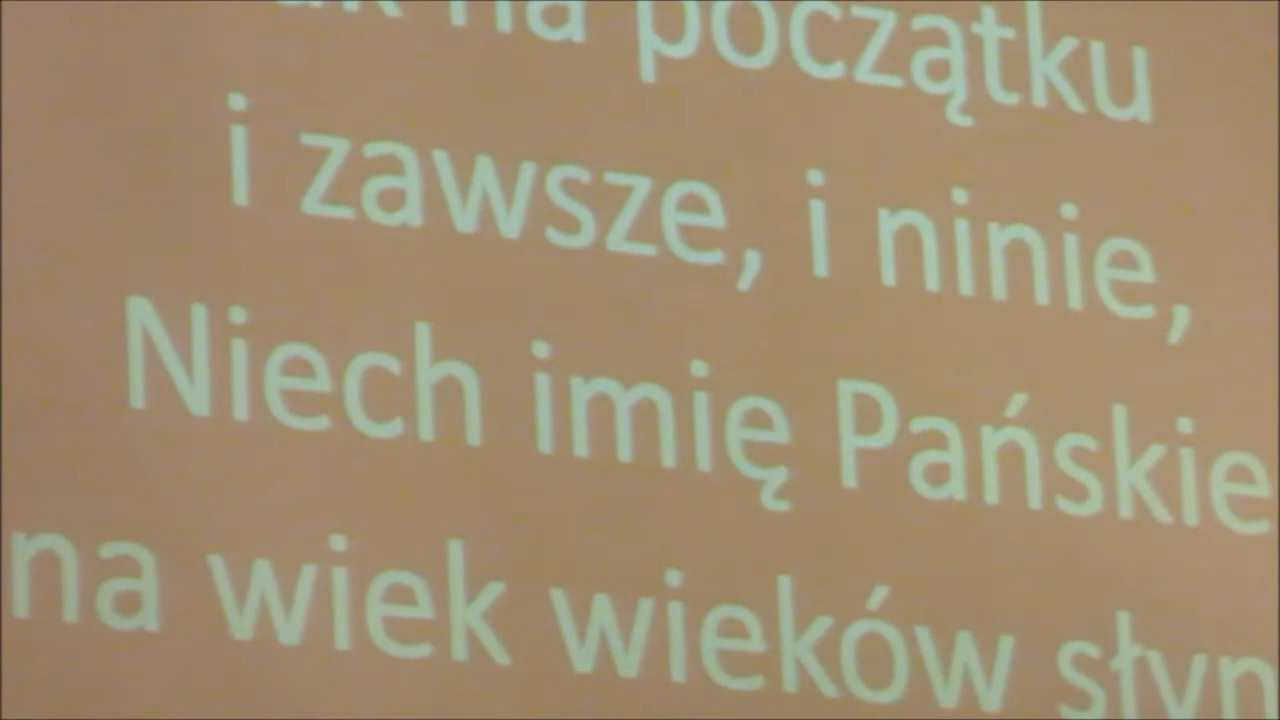 na początku
i zawsze, i ninie,
Niech imię Pańskie
na wiek wieków